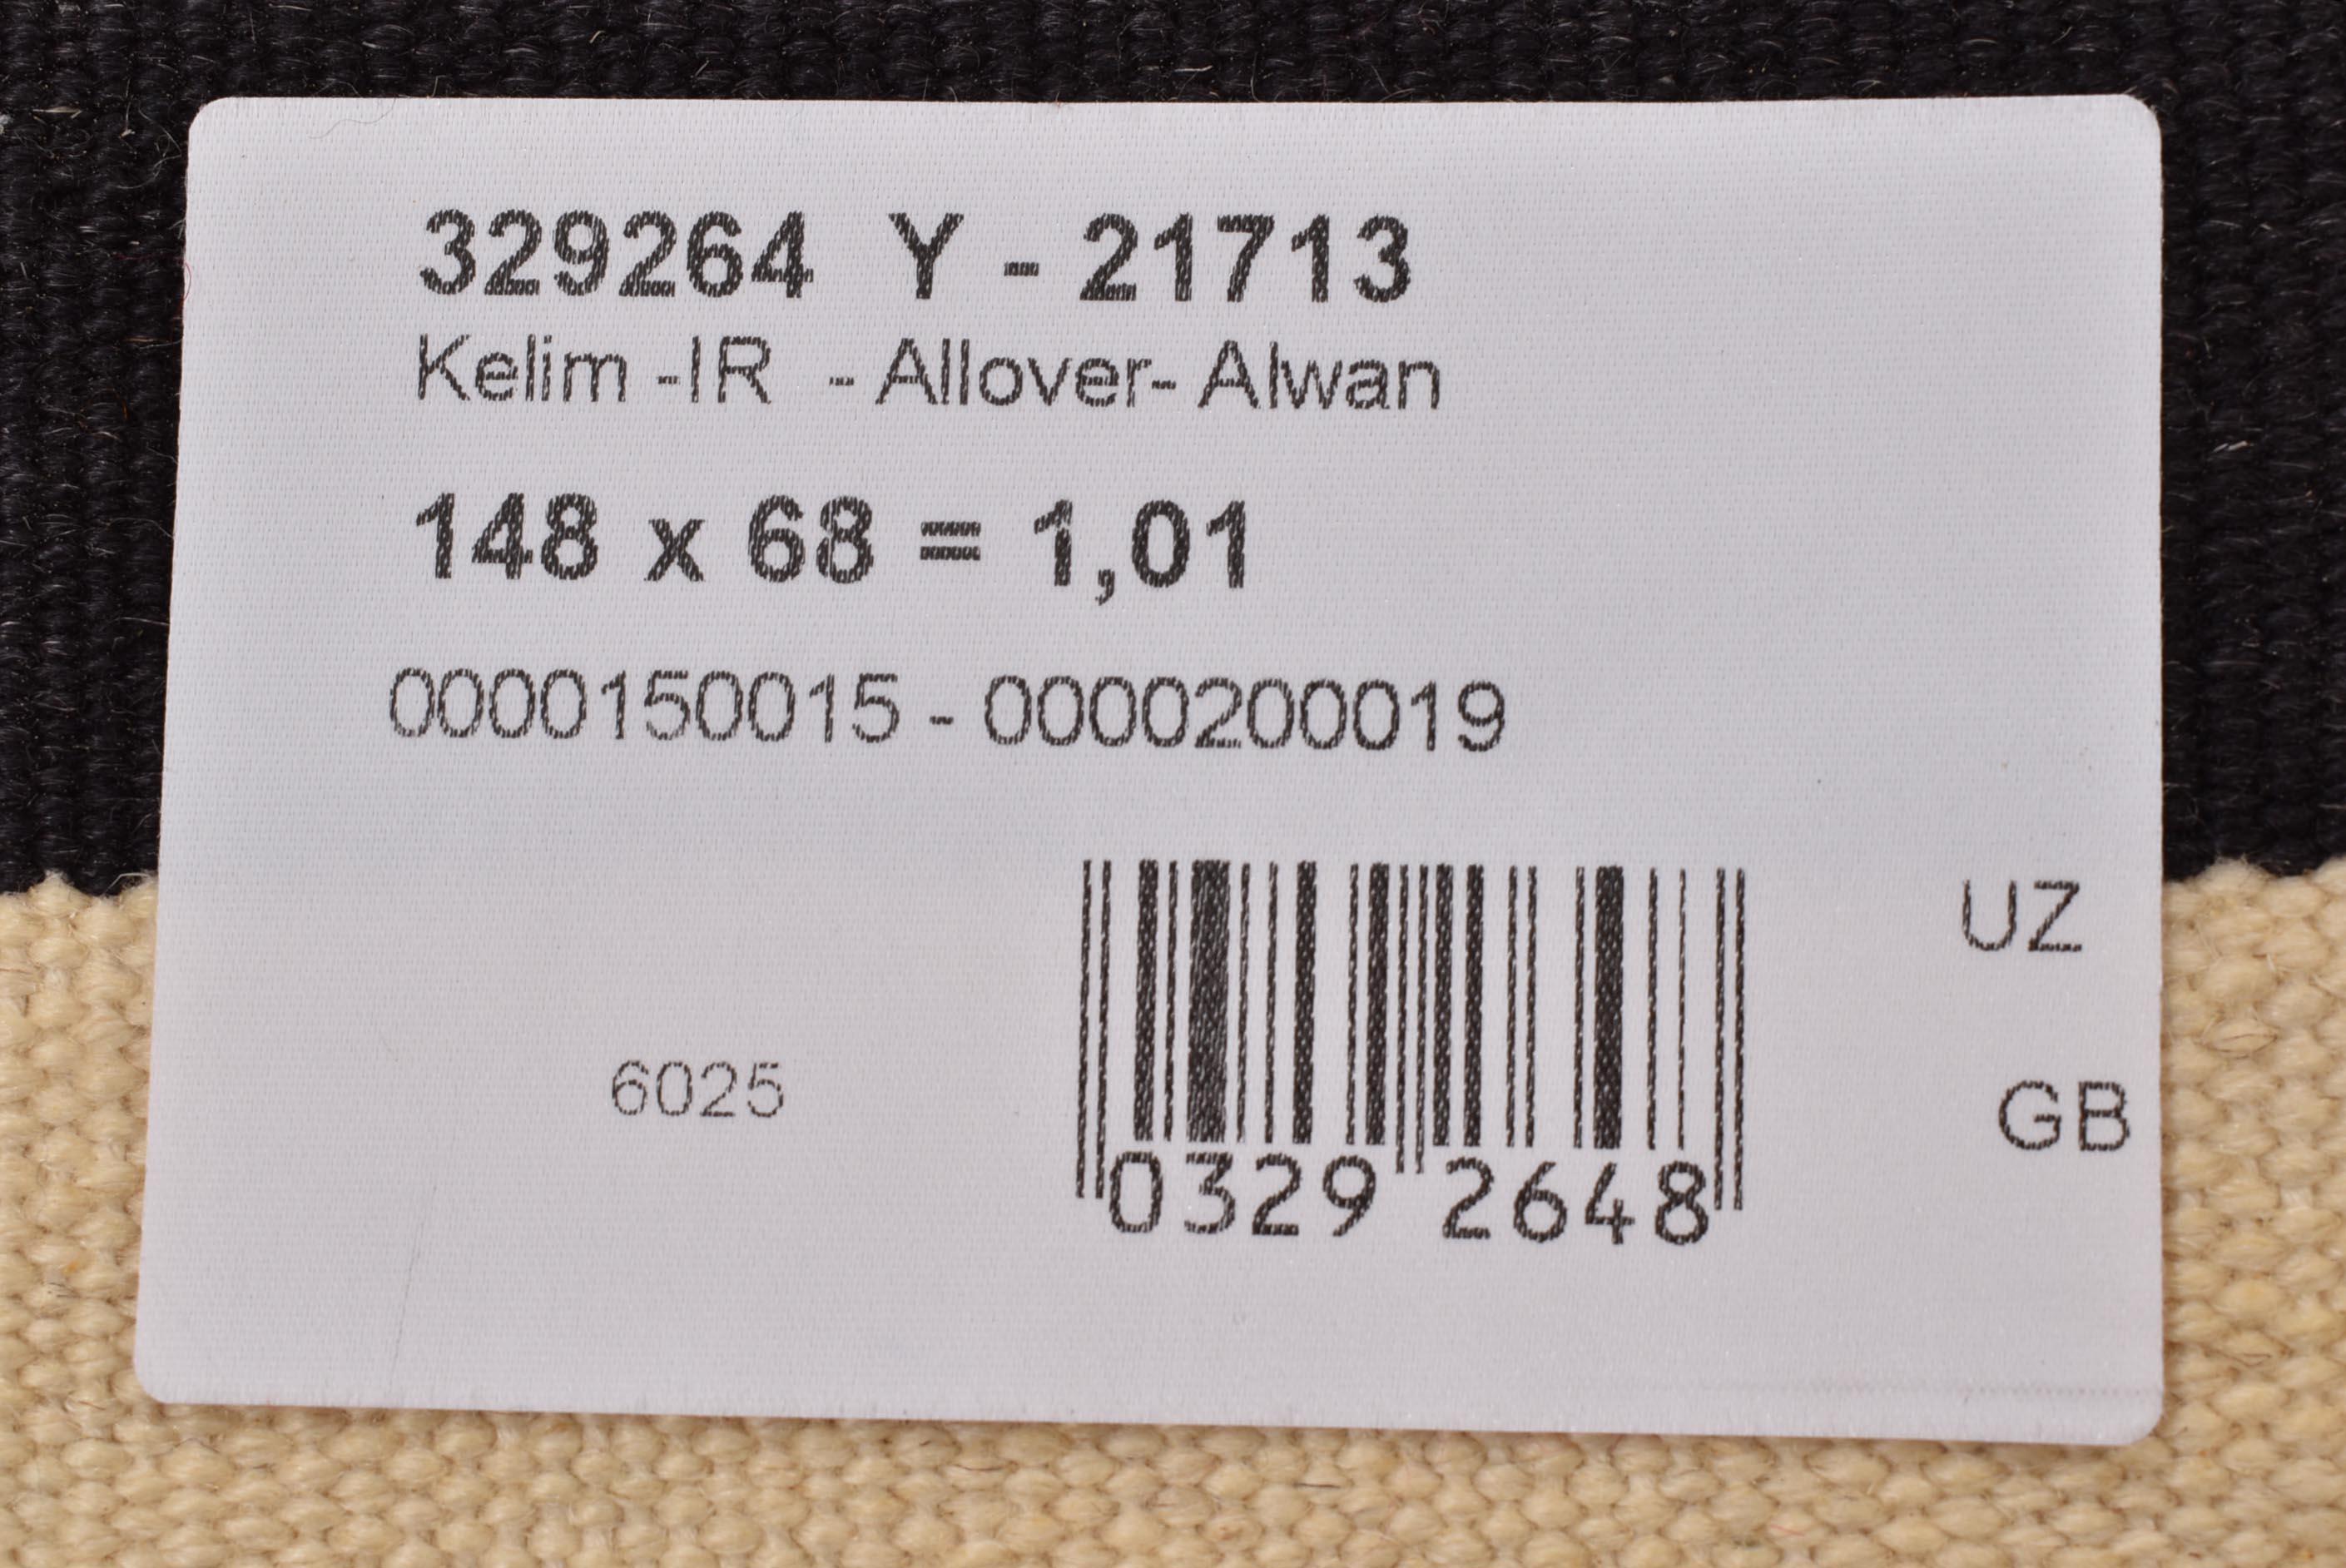 329264 Y - 21713
Kelim -IR - Allover- Alwan
148 x 68 = 1,01
0000150015 - 0000200019
UZ
6025
GB
0329 2648